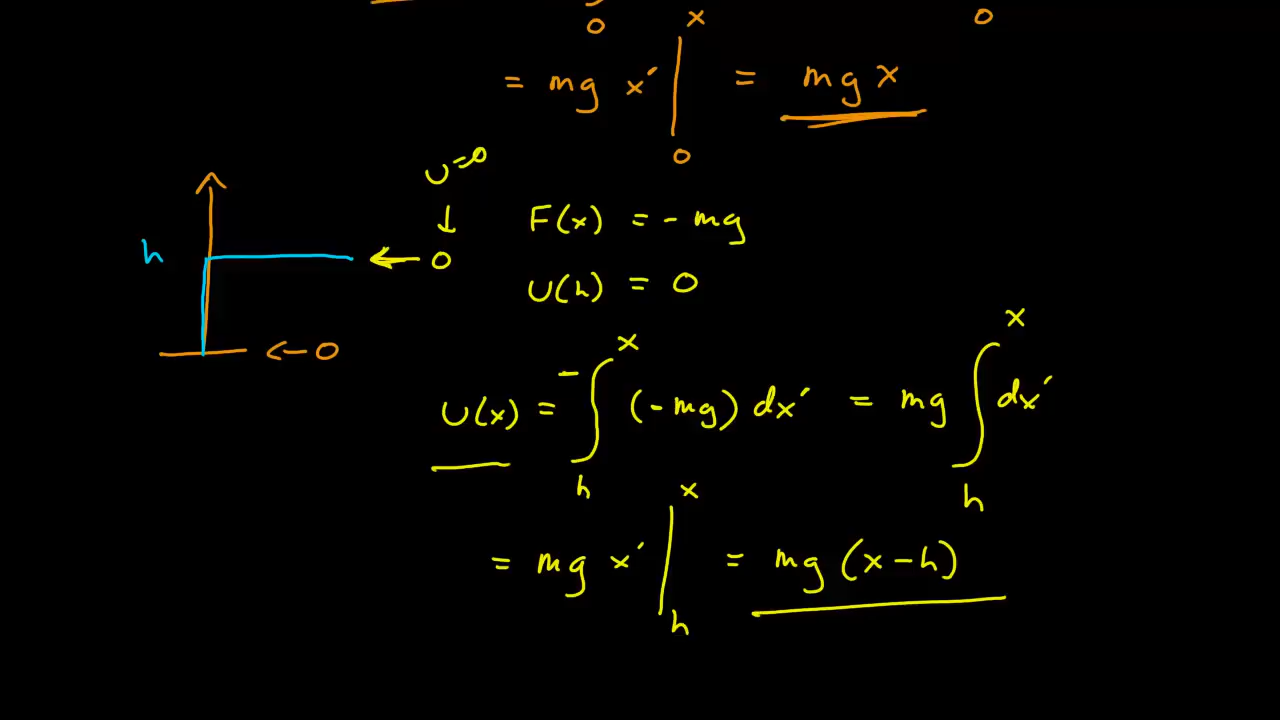 0 x 0
= mg x′ | = mg x
0
U=0
↓
F(x) = - mg
h ← 0
U(h) = 0
← 0
x x
U(x) = -∫ (-mg) dx′ = mg ∫ dx′
h h
x
= mg x′ | = mg (x-h)
h